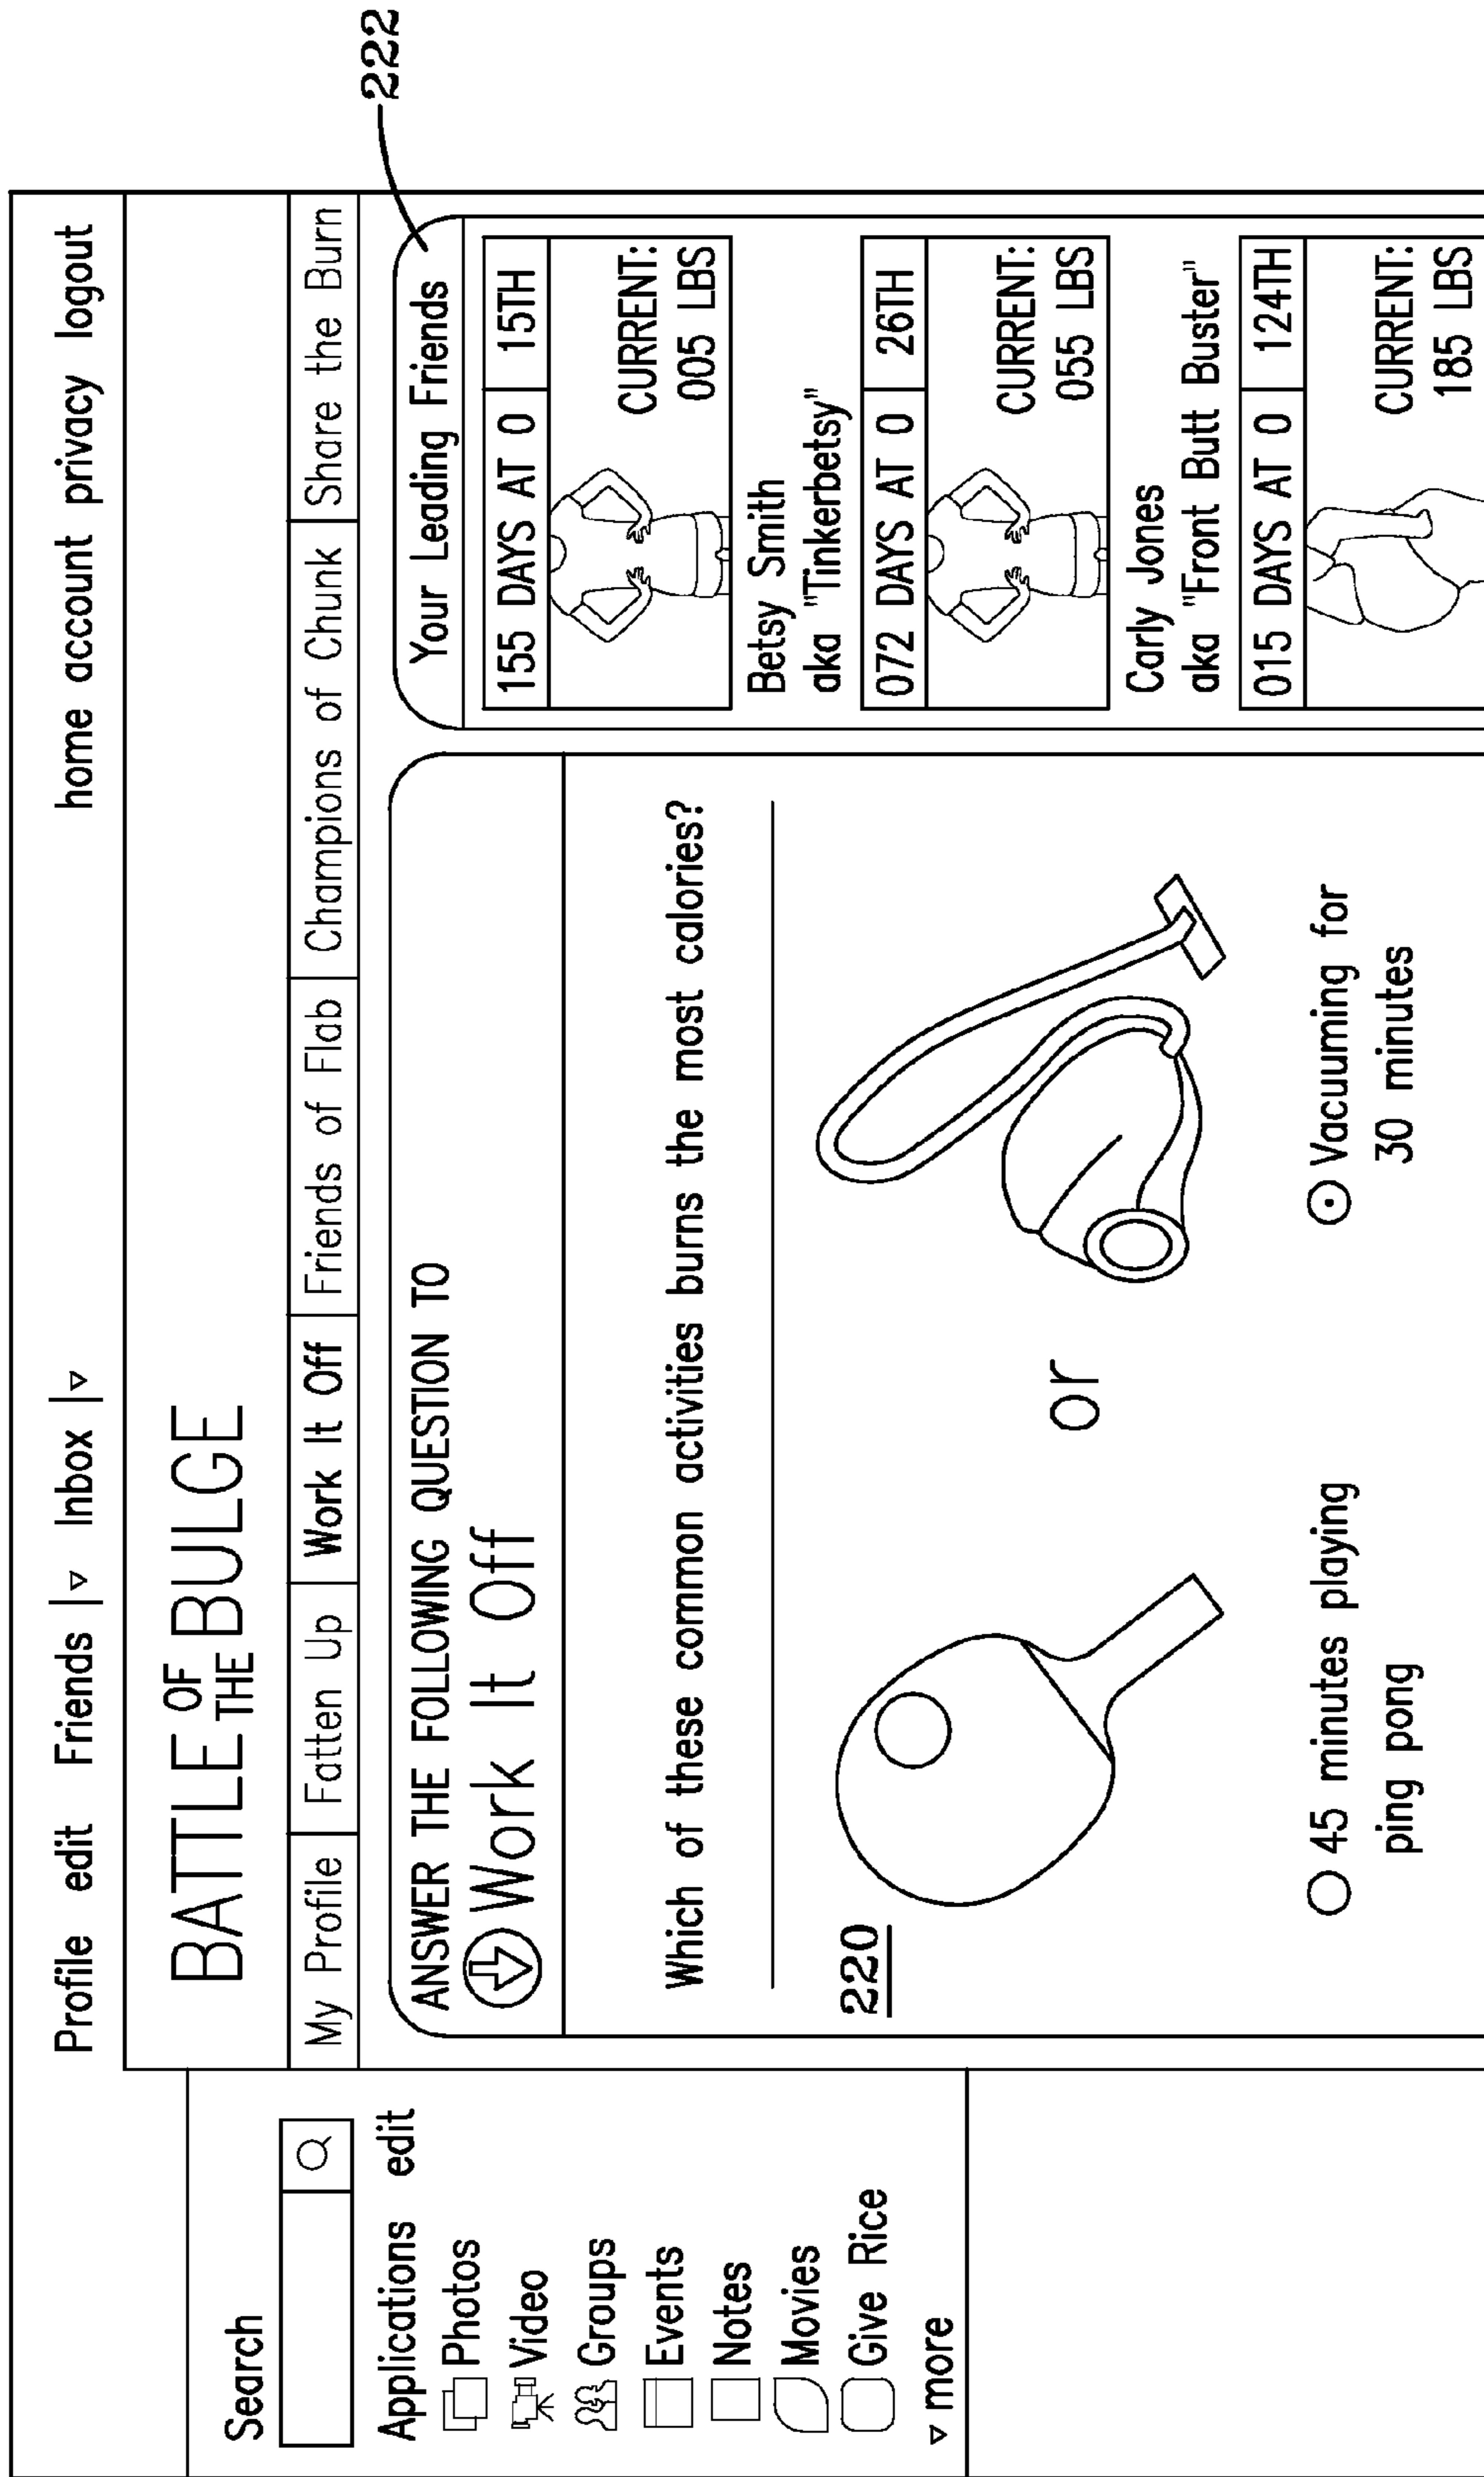 Profile edit Friends |▿ Inbox |▿ home account privacy logout
Search
Applications edit
Photos
Video
Groups
Events
Notes
Movies
Give Rice
▿ more
BATTLE OF THE BULGE
My Profile Fatten Up Work It Off Friends of Flab Champions of Chunk Share the Burn
ANSWER THE FOLLOWING QUESTION TO
Work It Off
Which of these common activities burns the most calories?
220
or
45 minutes playing
ping pong
Vacuuming for
30 minutes
222
Your Leading Friends
155 DAYS AT 0 15TH
CURRENT:
005 LBS
Betsy Smith
aka "Tinkerbetsy"
072 DAYS AT 0 26TH
CURRENT:
055 LBS
Carly Jones
aka "Front Butt Buster"
015 DAYS AT 0 124TH
CURRENT:
185 LBS